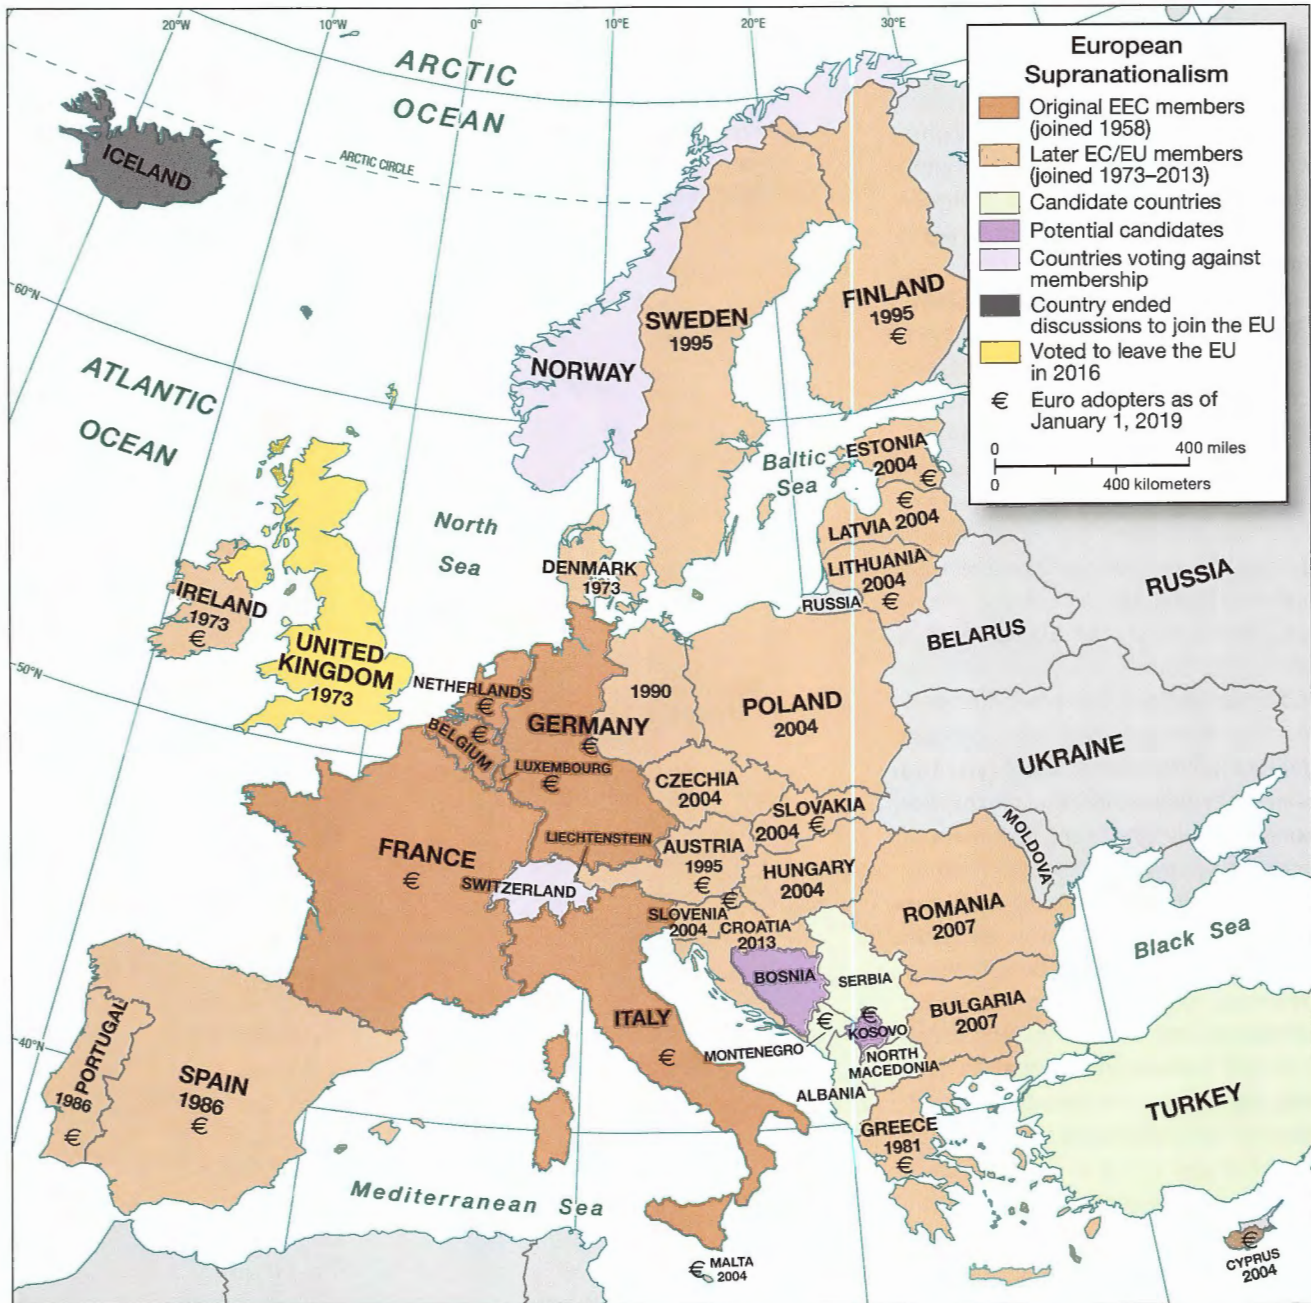 20°W
10°W
0°
10°E
20°E
30°E
European
Supranationalism
Original EEC members
(joined 1958)
Later EC/EU members
(joined 1973–2013)
Candidate countries
Potential candidates
Countries voting against
membership
Country ended
discussions to join the EU
Voted to leave the EU
in 2016
€ Euro adopters as of
January 1, 2019
0 400 miles
0 400 kilometers
ARCTIC
OCEAN
ARCTIC CIRCLE
ICELAND
60°N
ATLANTIC
OCEAN
NORWAY
SWEDEN
1995
FINLAND
1995
€
Baltic
Sea
ESTONIA
2004
€
€
LATVIA 2004
LITHUANIA
2004
€
RUSSIA
RUSSIA
BELARUS
North
Sea
DENMARK
1973
IRELAND
1973
€
UNITED
KINGDOM
1973
50°N
NETHERLANDS
€
BELGIUM
€
GERMANY
€
1990
POLAND
2004
UKRAINE
LUXEMBOURG
€
CZECHIA
2004
SLOVAKIA
2004 €
MOLDOVA
FRANCE
€
LIECHTENSTEIN
SWITZERLAND
AUSTRIA
1995
€
HUNGARY
2004
ROMANIA
2007
SLOVENIA
2004
€
CROATIA
2013
BOSNIA
SERBIA
BULGARIA
2007
Black Sea
ITALY
€
MONTENEGRO
€
€
KOSOVO
NORTH
MACEDONIA
ALBANIA
40°N
PORTUGAL
1986
€
SPAIN
1986
€
GREECE
1981
€
TURKEY
Mediterranean Sea
€ MALTA
2004
€
CYPRUS
2004